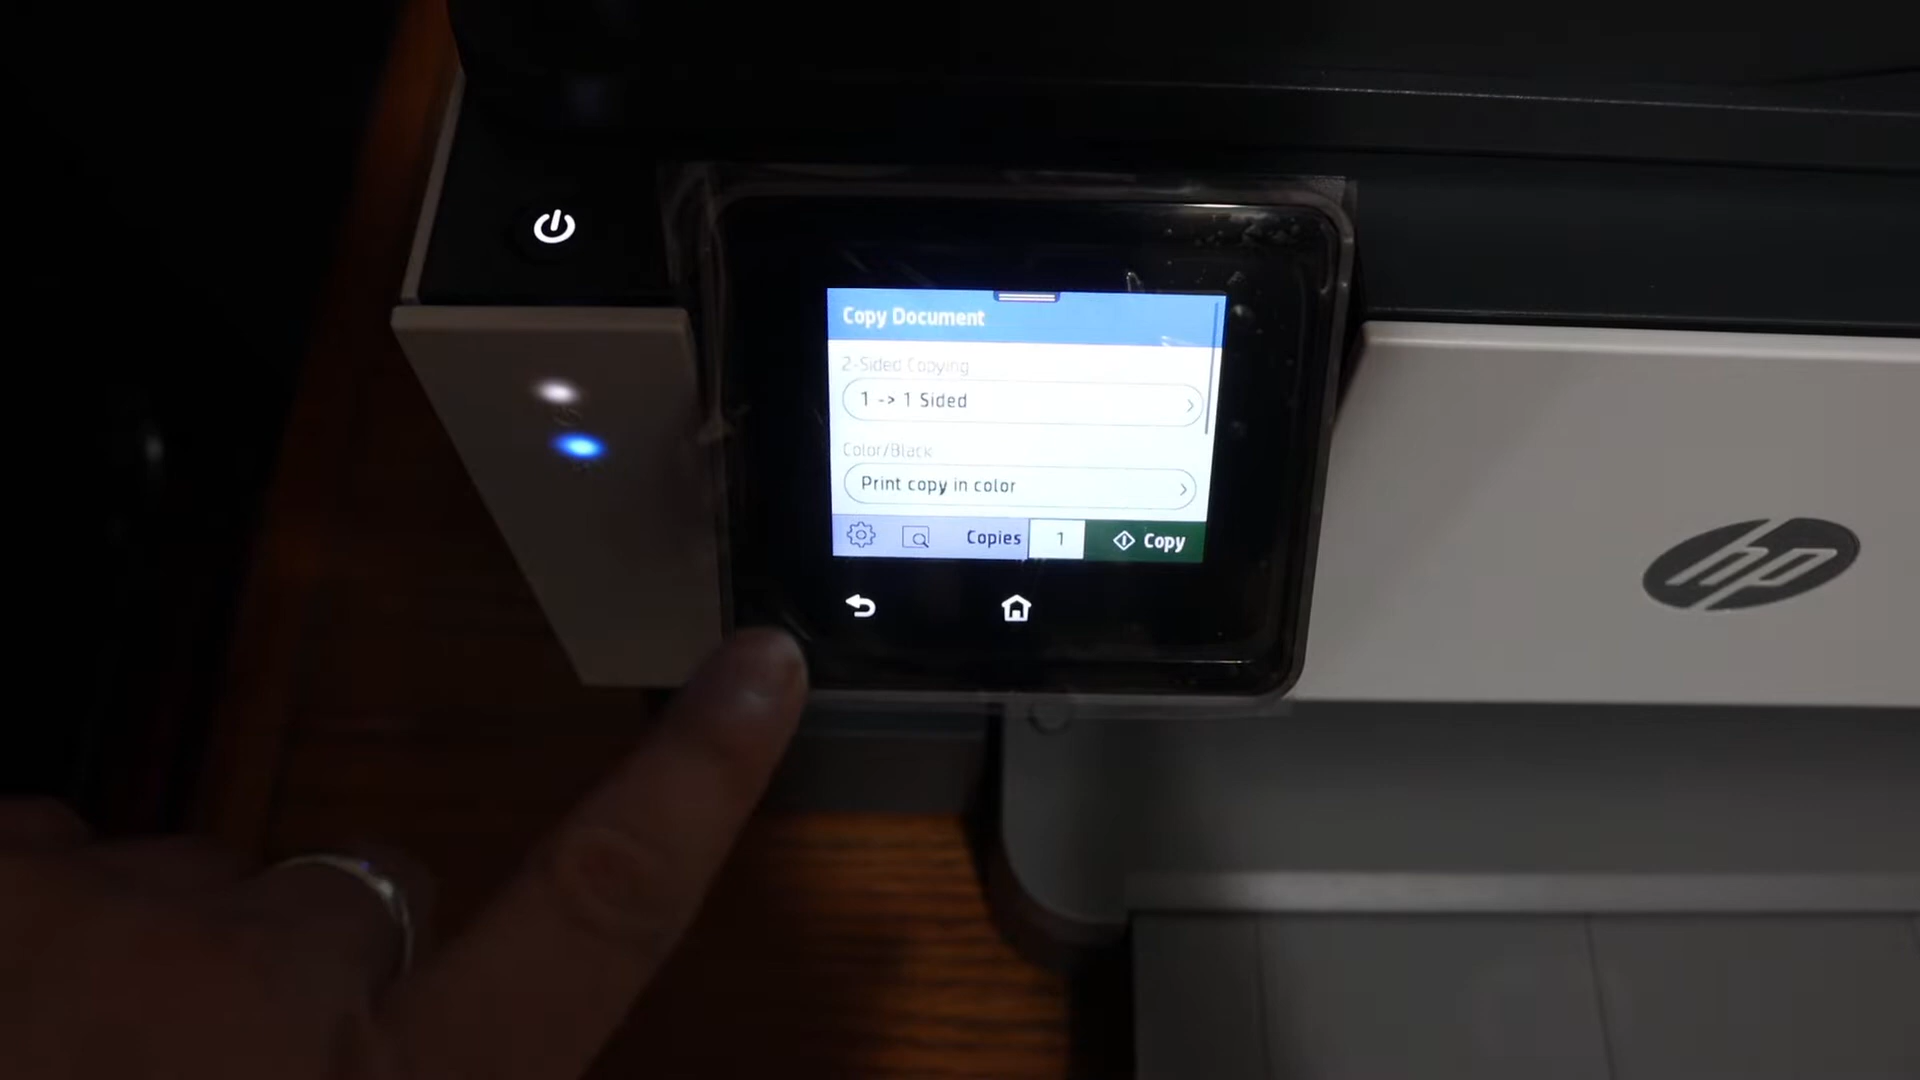 Copy Document
2-Sided Copying
1 -> 1 Sided
Color/Black
Print copy in color
Copies 1 Copy
hp